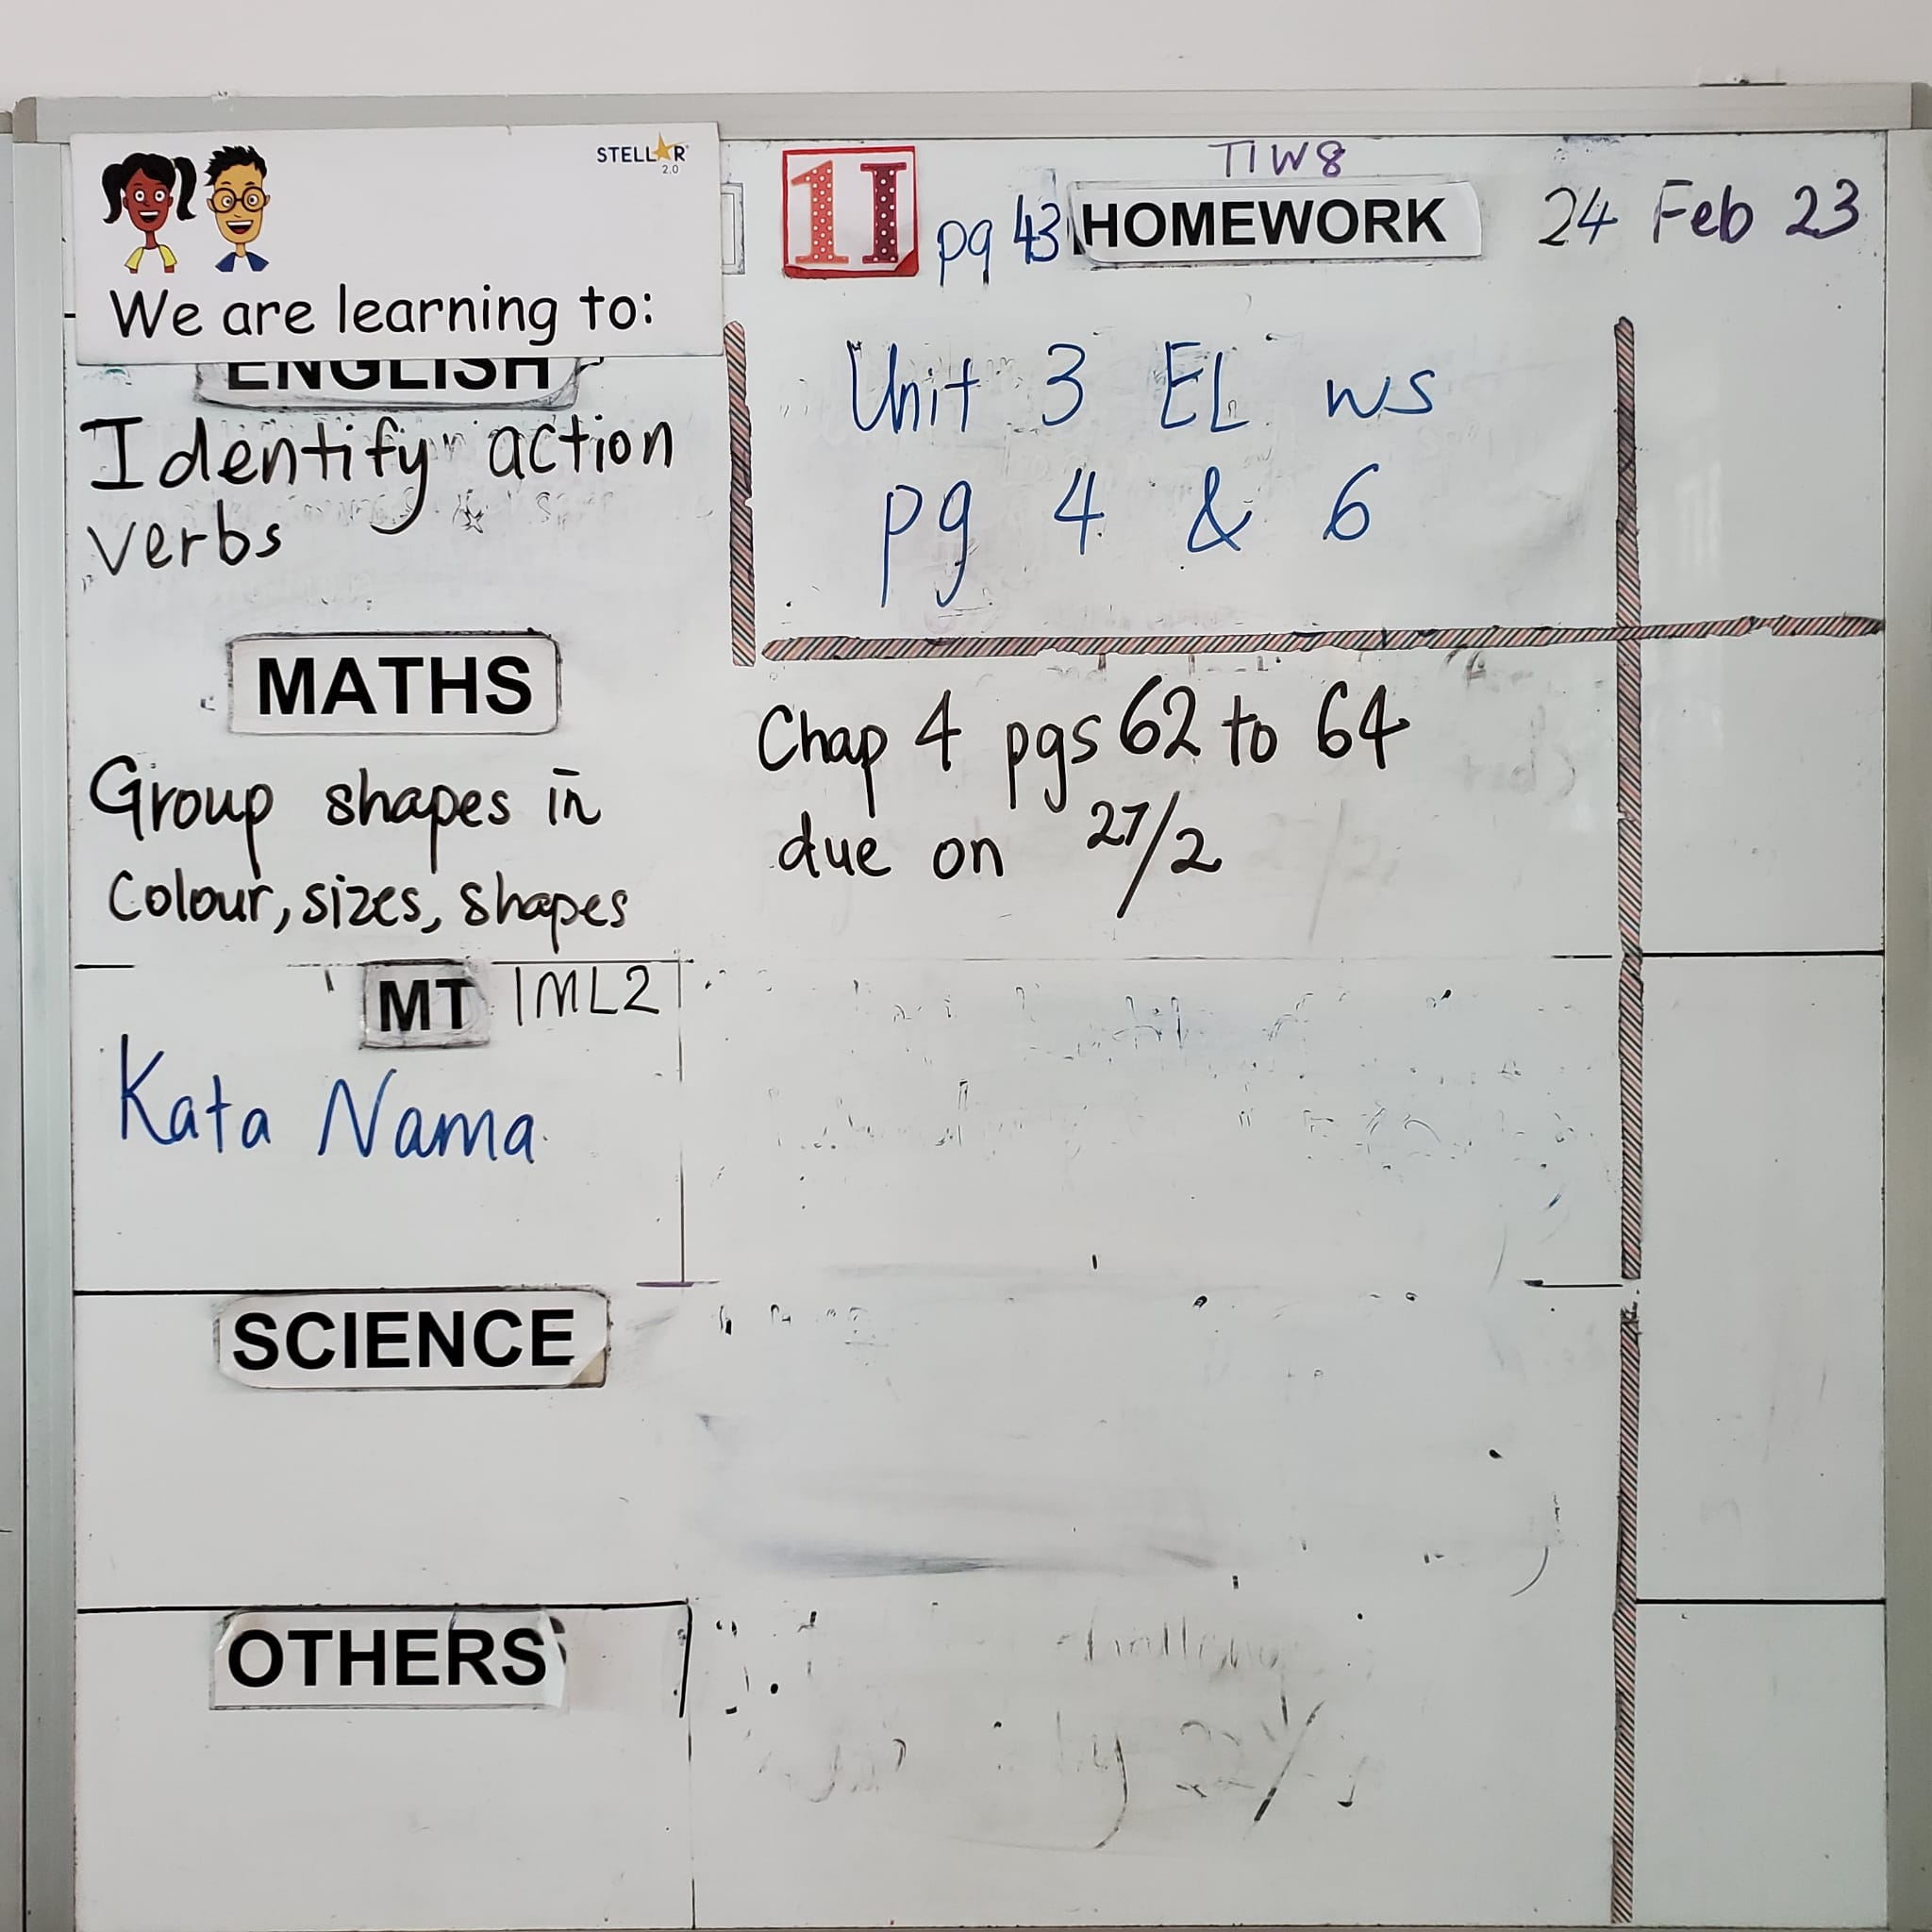 STELLAR
2.0
We are learning to:
1I
T1W8
pg 43
HOMEWORK
24 Feb 23
ENGLISH
Identify action
verbs
Unit 3 EL ws
pg 4 & 6
MATHS
Group shapes in
Colour, sizes, shapes
Chap 4 pgs 62 to 64
due on 27/2
MT 1ML2
Kata Nama
SCIENCE
OTHERS